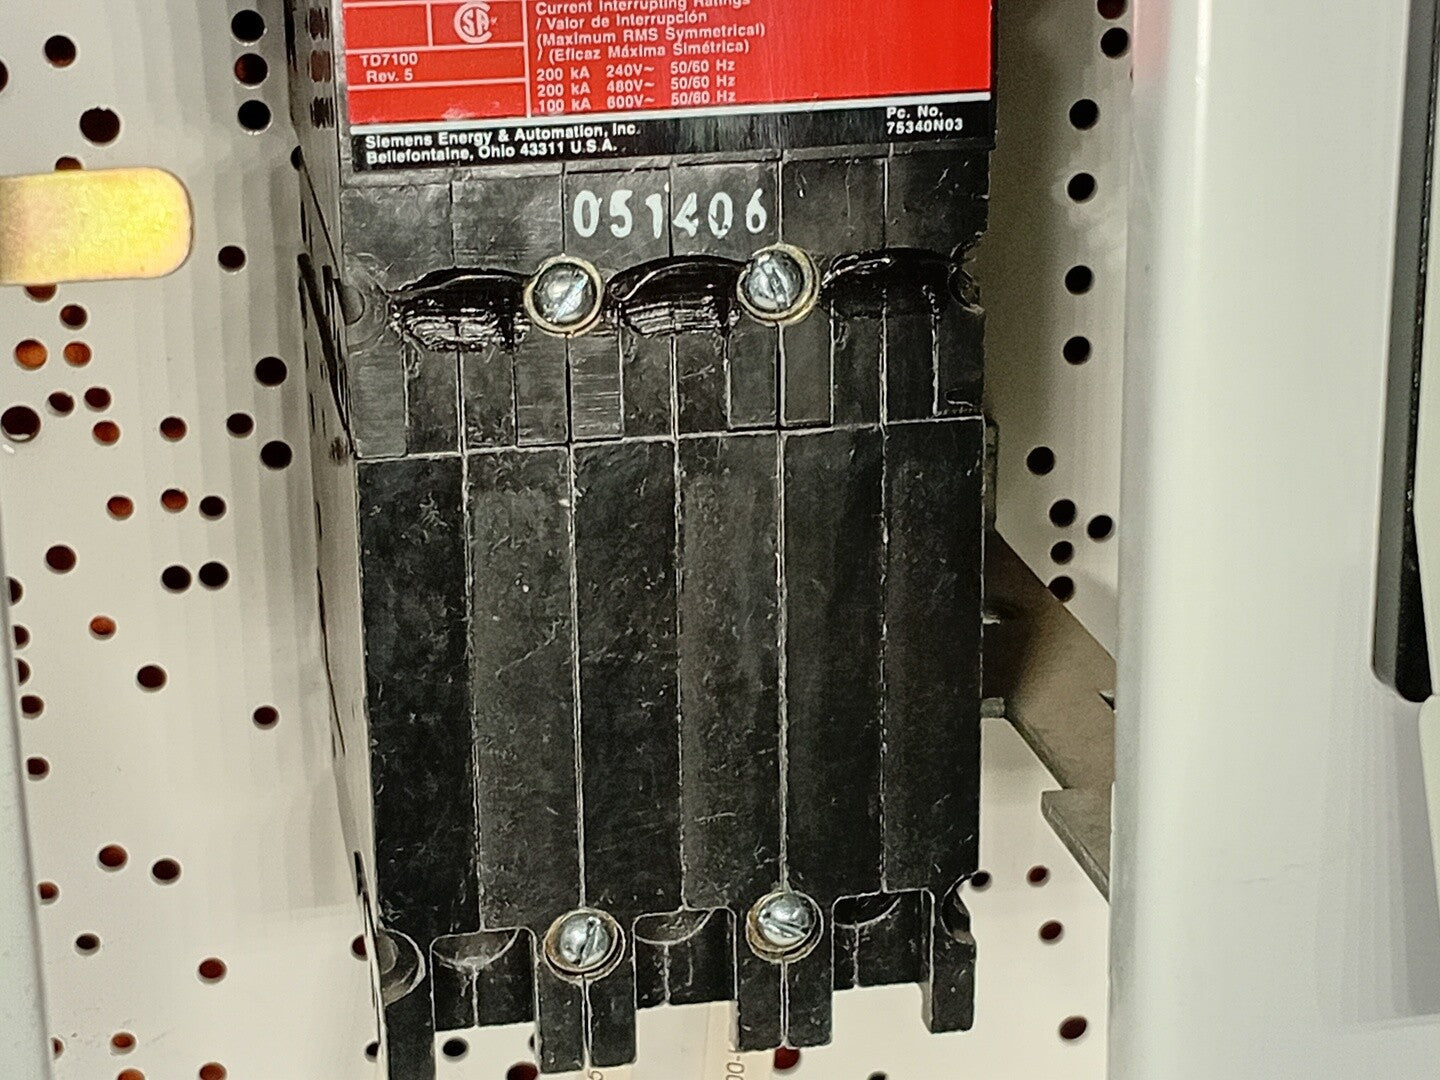 Current Interrupting Ratings
/ Valor de Interrupción
(Maximum RMS Symmetrical)
/ (Eficaz Máxima Simétrica)
SA
TD7100
Rev. 5
200 kA 240V~ 50/60 Hz
200 kA 480V~ 50/60 Hz
100 kA 600V~ 50/60 Hz
Siemens Energy & Automation, Inc.
Bellefontaine, Ohio 43311 U.S.A.
Pc. No.
75340N03
051406